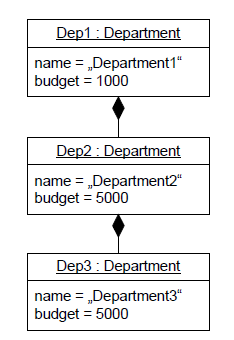 Dep1 : Department
name = „Department1“
budget = 1000
Dep2 : Department
name = „Department2“
budget = 5000
Dep3 : Department
name = „Department3“
budget = 5000